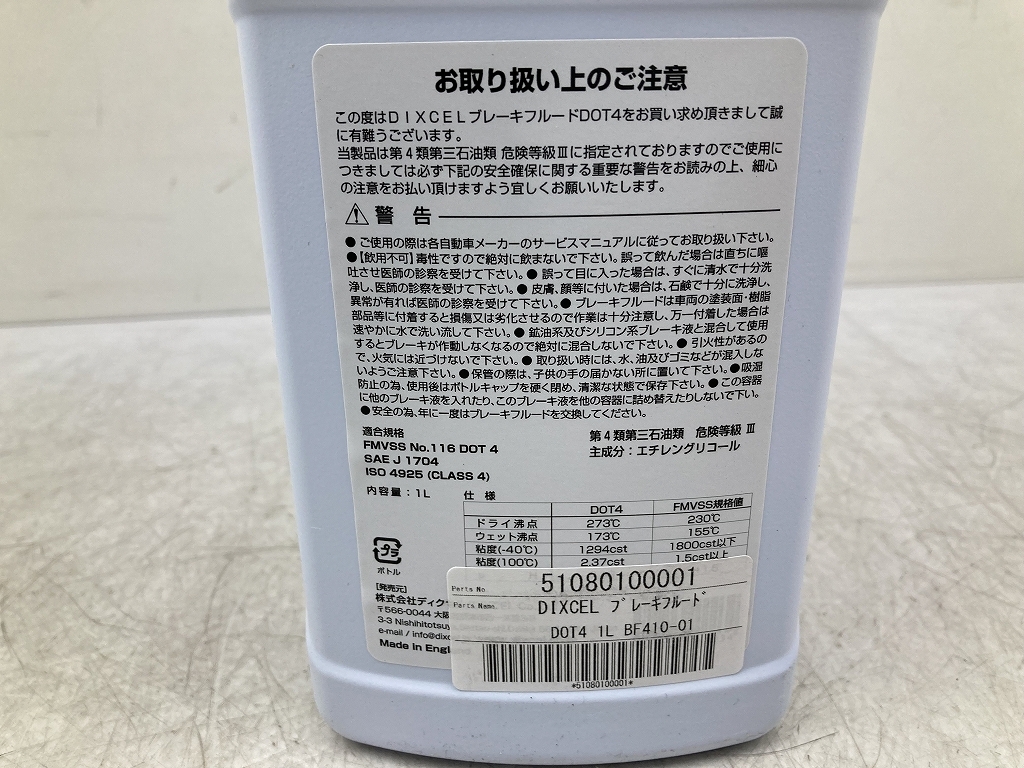 お取り扱い上のご注意
この度はDIXCELブレーキフルードDOT4をお買い求め頂きまして誠
に有難うございます。
当製品は第4類第三石油類 危険等級Ⅲに指定されておりますのでご使用に
つきましては必ず下記の安全確保に関する重要な警告をお読みの上、細心
の注意をお払い頂けますよう宜しくお願いいたします。
⚠警 告
●ご使用の際は各自動車メーカーのサービスマニュアルに従ってお取り扱い下さい。
●【飲用不可】毒性ですので絶対に飲まないで下さい。誤って飲んだ場合は直ちに嘔
吐させ医師の診察を受けて下さい。●誤って目に入った場合は、すぐに清水で十分洗
浄し、医師の診察を受けて下さい。●皮膚、顔等に付いた場合は、石鹸で十分に洗浄し、
異常が有れば医師の診察を受けて下さい。●ブレーキフルードは車両の塗装面・樹脂
部品等に付着すると損傷又は劣化させるので作業は十分注意し、万一付着した場合は
速やかに水で洗い流して下さい。●鉱油系及びシリコン系ブレーキ液と混合して使用
するとブレーキが作動しなくなるので絶対に混合しないで下さい。●引火性があるの
で、火気には近づけないで下さい。●取り扱い時には、水、油及びゴミなどが混入しな
いようご注意下さい。●保管の際は、子供の手の届かない所に置いて下さい。●吸湿
防止の為、使用後はボトルキャップを硬く閉め、清潔な状態で保存下さい。●この容器
に他のブレーキ液を入れたり、このブレーキ液を他の容器に詰め替えたりしないで下い。
●安全の為、年に一度はブレーキフルードを交換してください。
適合規格
FMVSS No.116 DOT 4
SAE J 1704
ISO 4925 (CLASS 4)
第4類第三石油類 危険等級 Ⅲ
主成分：エチレングリコール
内容量：1L
仕 様
DOT4 FMVSS規格値
ドライ沸点 273℃ 230℃
ウェット沸点 173℃ 155℃
粘度(-40℃) 1294cst 1800cst以下
粘度(100℃) 2.37cst 1.5cst以上
プラ
ボトル
[発売元]
株式会社ディクセ
〒566-0044 大阪
3-3 Nishihitotsuy
e-mail / info@dixc
Made in Engl
Parts No. 51080100001
Parts Name. DIXCEL ﾌﾞﾚｰｷﾌﾙｰﾄﾞ
DOT4 1L BF410-01
*51080100001*